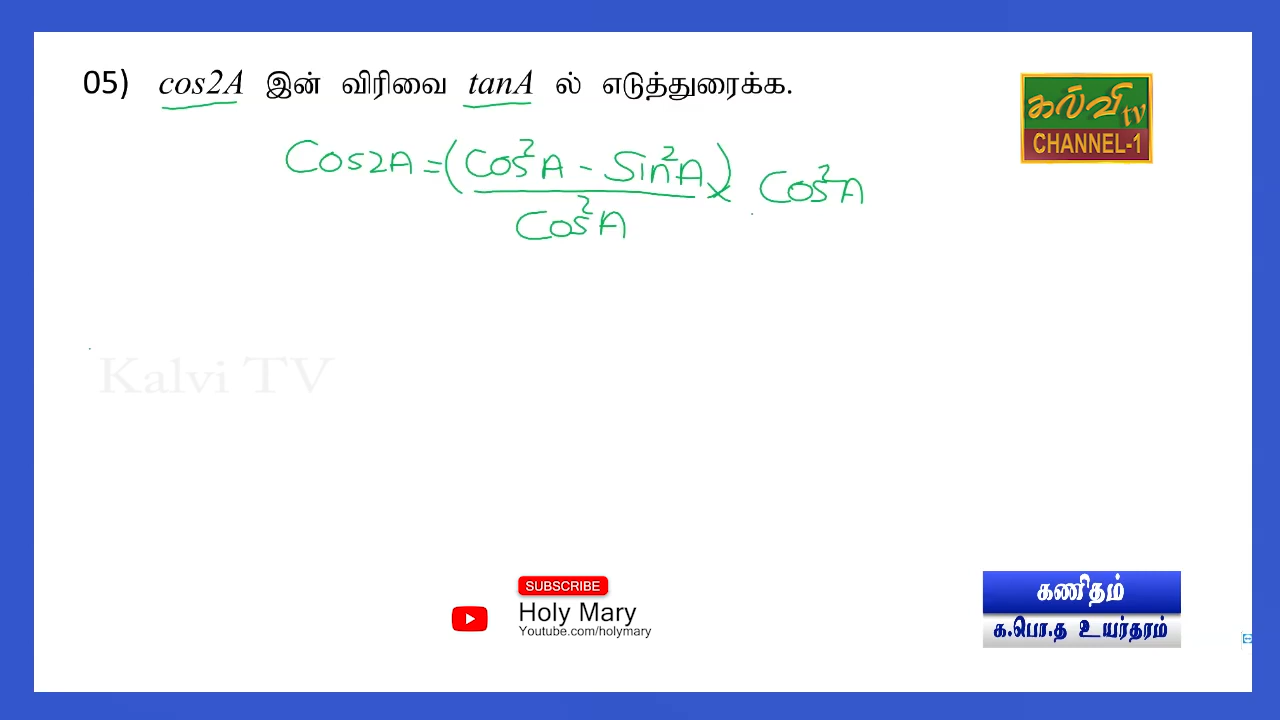 05) cos2A இன் விரிவை tanA ல் எடுத்துரைக்க.
கல்வி tv
CHANNEL-1
Cos2A = (Cos²A - Sin²A / Cos²A) × Cos²A
Kalvi TV
SUBSCRIBE
Holy Mary
Youtube.com/holymary
கணிதம்
க.பொ.த உயர்தரம்